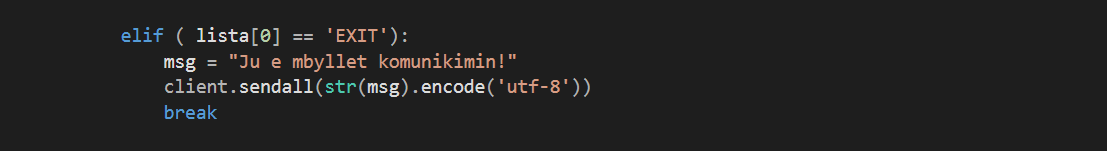 elif ( lista[0] == 'EXIT'):
msg = "Ju e mbyllet komunikimin!"
client.sendall(str(msg).encode('utf-8'))
break